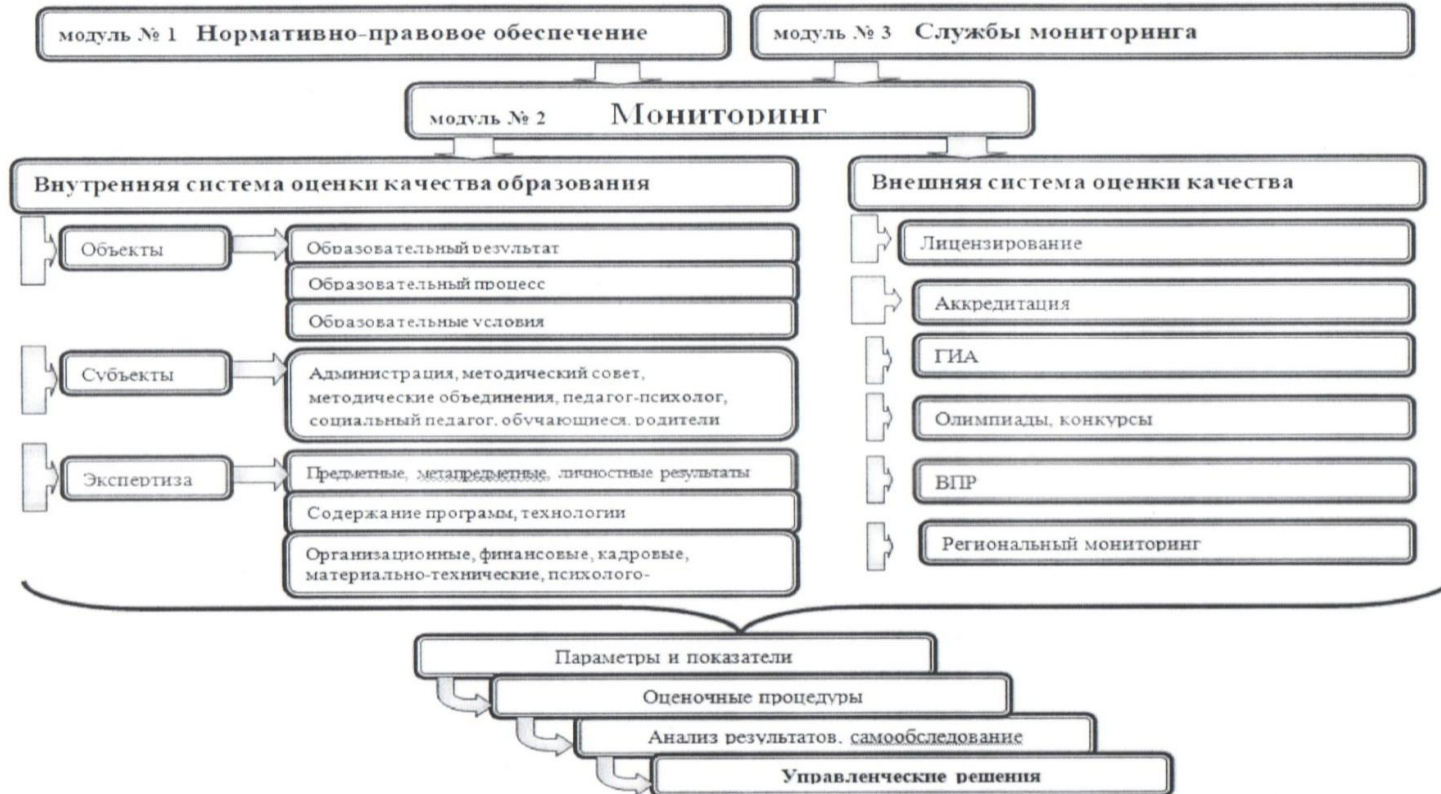 модуль № 1 Нормативно-правовое обеспечение
модуль № 3 Службы мониторинга
модуль № 2 Мониторинг
Внутренняя система оценки качества образования
Объекты
Образовательный результат
Образовательный процесс
Образовательные условия
Субъекты
Администрация, методический совет,
методические объединения, педагог-психолог,
социальный педагог, обучающиеся, родители
Экспертиза
Предметные, метапредметные, личностные результаты
Содержание программ, технологии
Организационные, финансовые, кадровые,
материально-технические, психолого-
Внешняя система оценки качества
Лицензирование
Аккредитация
ГИА
Олимпиады, конкурсы
ВПР
Региональный мониторинг
Параметры и показатели
Оценочные процедуры
Анализ результатов, самообследование
Управленческие решения